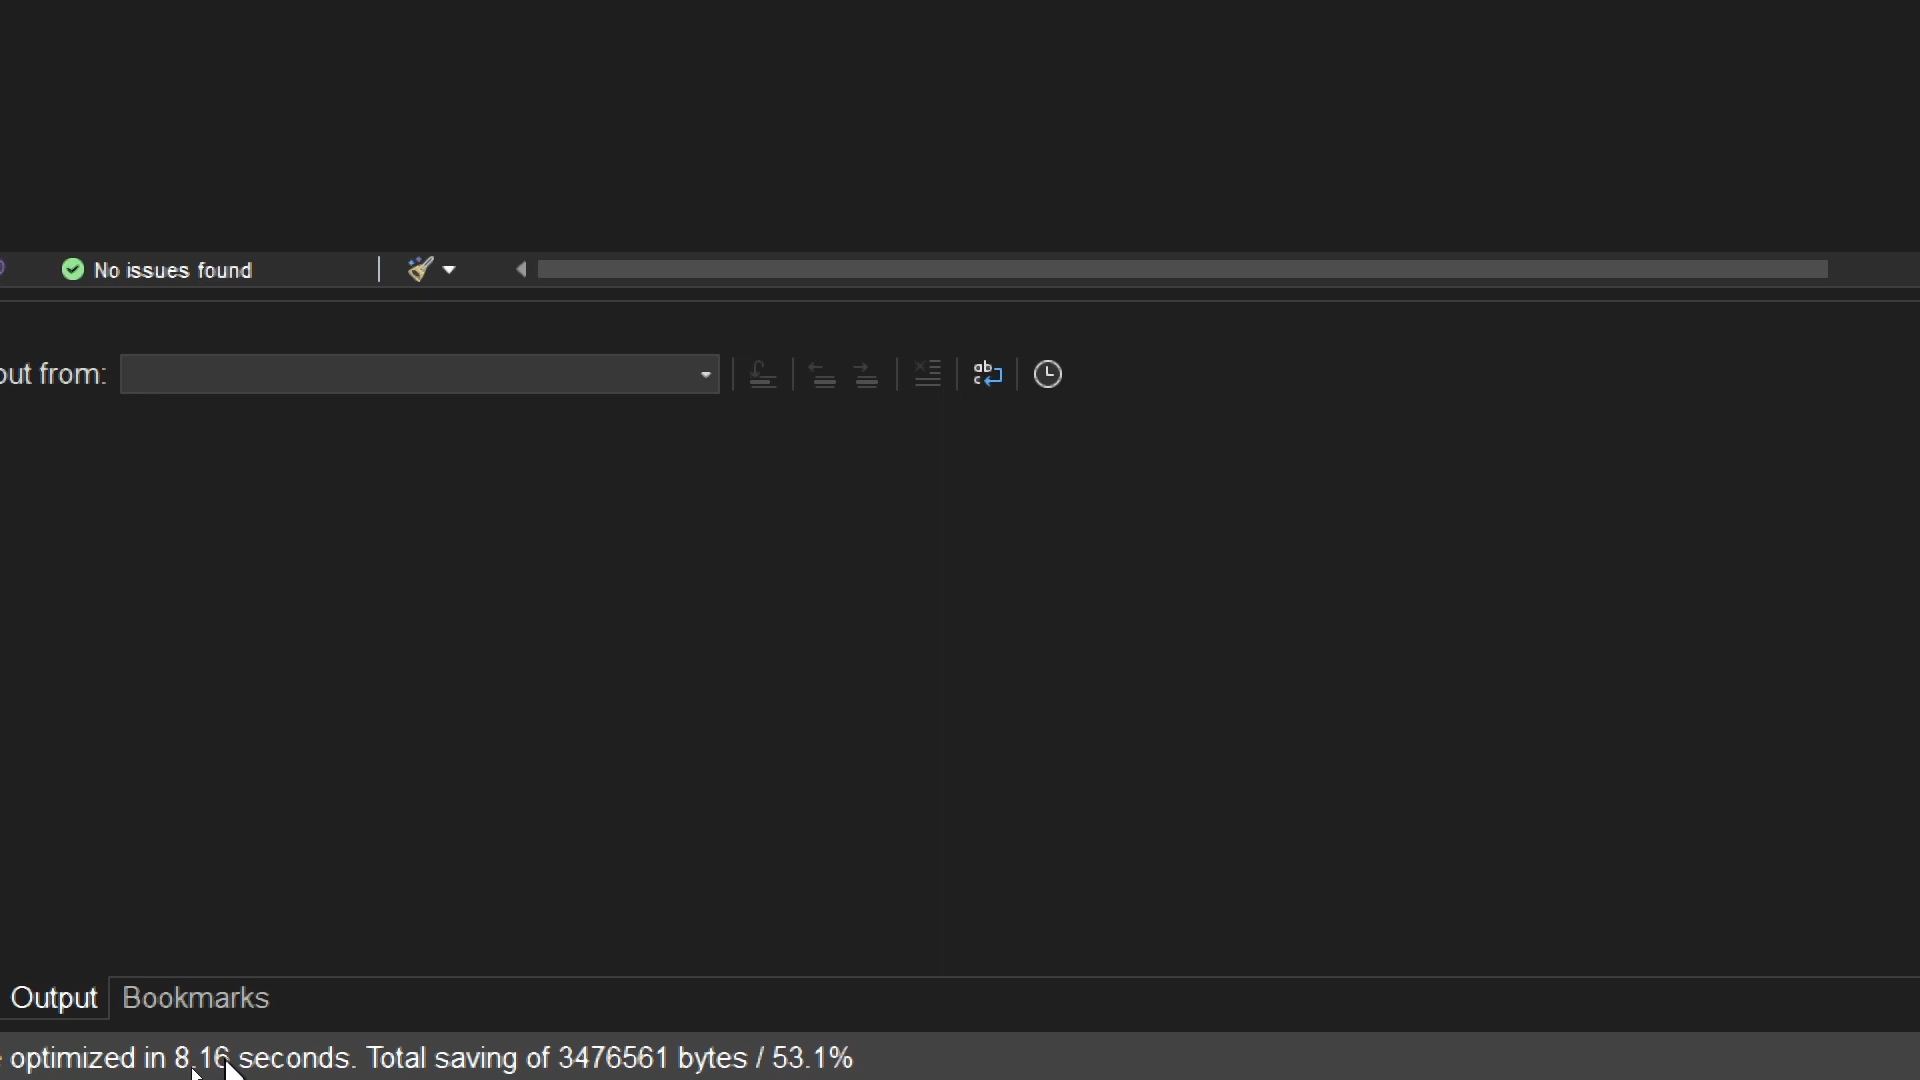 No issues found
out from:
Output Bookmarks
optimized in 8.16 seconds. Total saving of 3476561 bytes / 53.1%